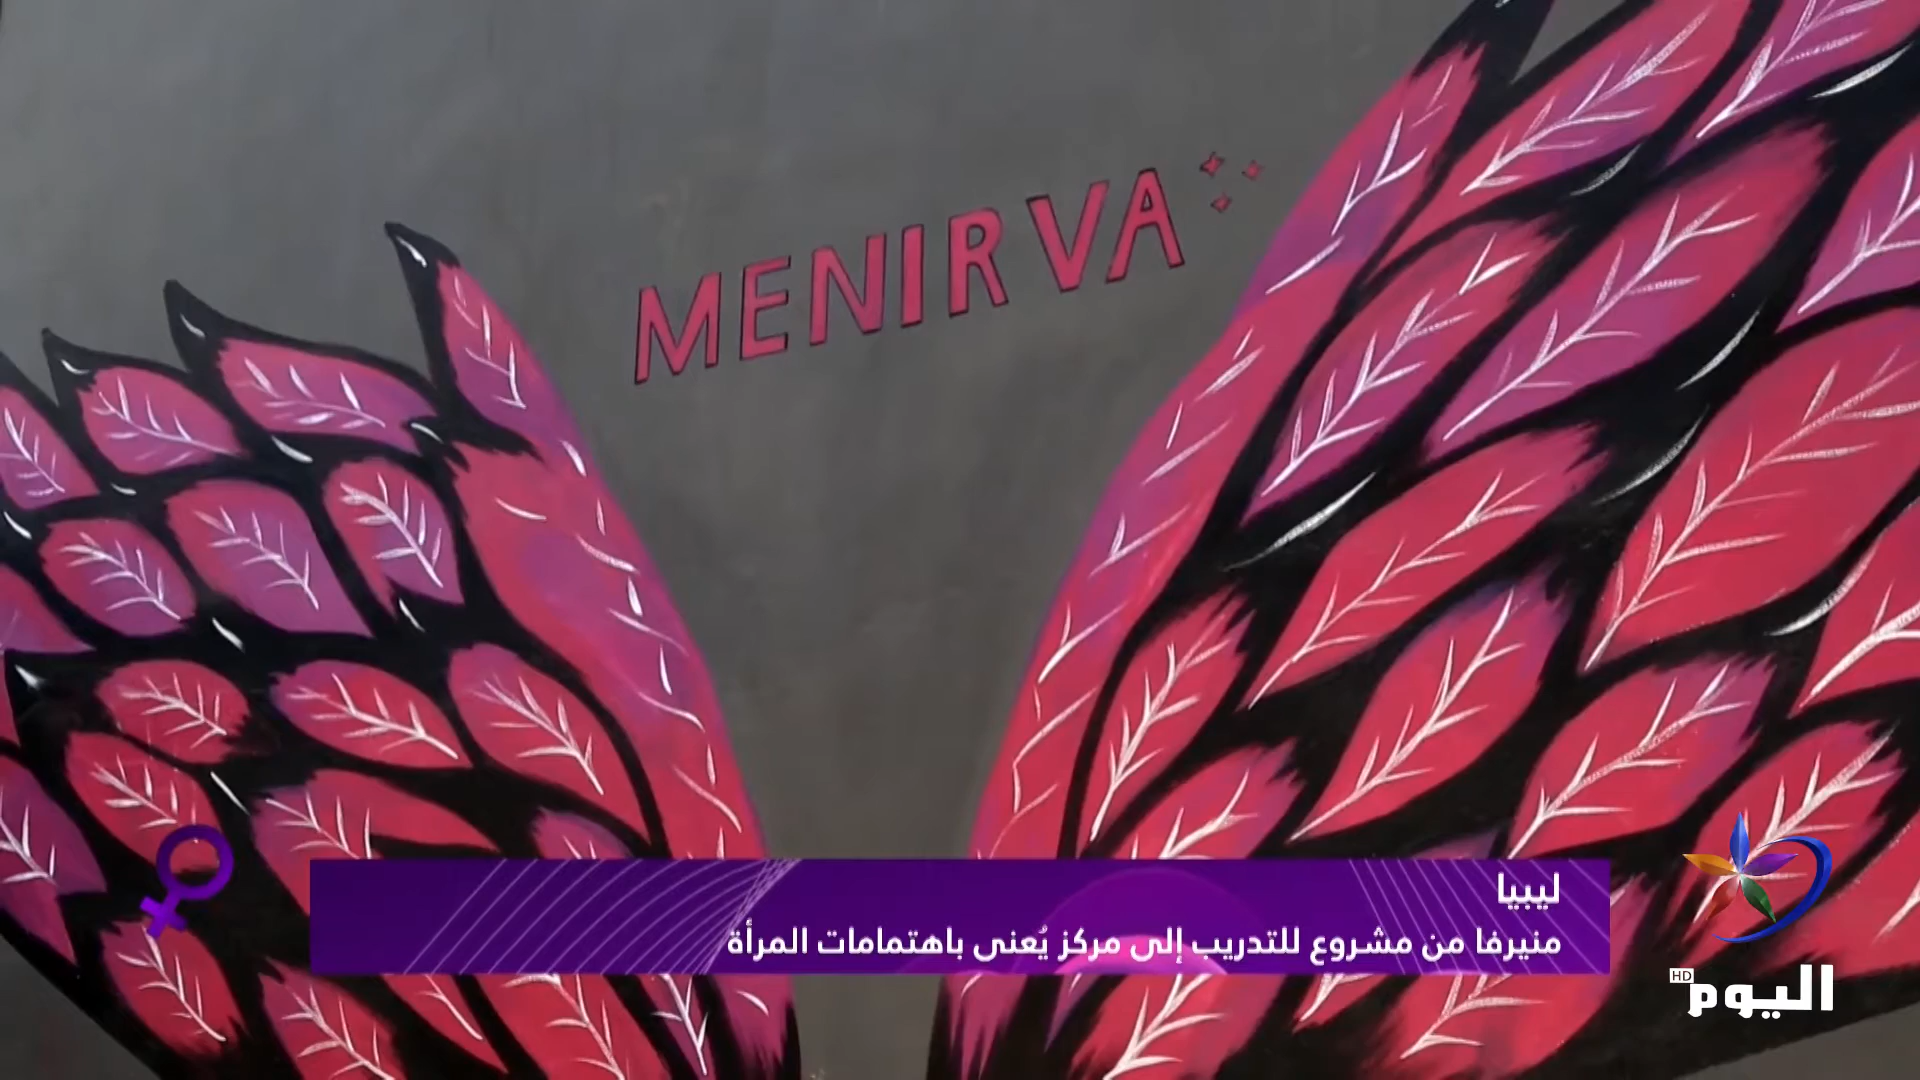 MENIRVA
ليبيا
منيرفا من مشروع للتدريب إلى مركز يُعنى باهتمامات المرأة
HD
اليوم